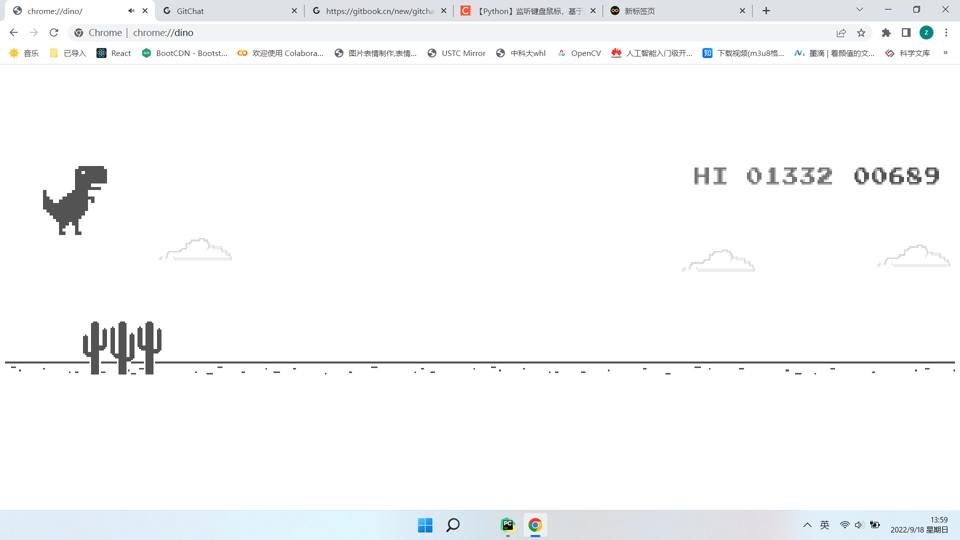 chrome://dino/
GitChat
https://gitbook.cn/new/gitcha
【Python】监听键盘鼠标，基于
新标签页
Chrome | chrome://dino
音乐
已导入
React
BootCDN - Bootst...
欢迎使用 Colabora...
图片表情制作,表情...
USTC Mirror
中科大whl
OpenCV
人工智能入门极开...
下载视频(m3u8格...
墨滴 | 看颜值的文...
科学文库
HI 01332 00689
英
13:59
2022/9/18 星期日